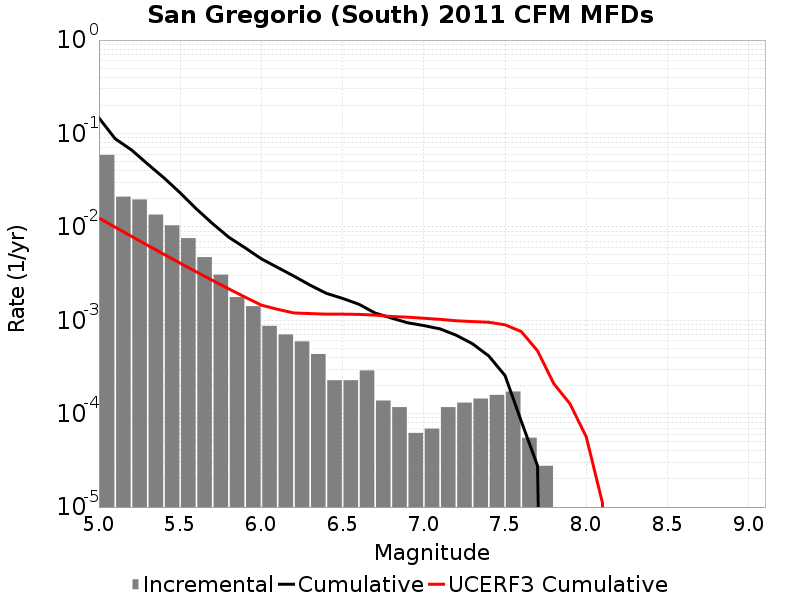 San Gregorio (South) 2011 CFM MFDs
10^0
10^-1
10^-2
10^-3
10^-4
10^-5
Rate (1/yr)
5.0 5.5 6.0 6.5 7.0 7.5 8.0 8.5 9.0
Magnitude
Incremental Cumulative UCERF3 Cumulative